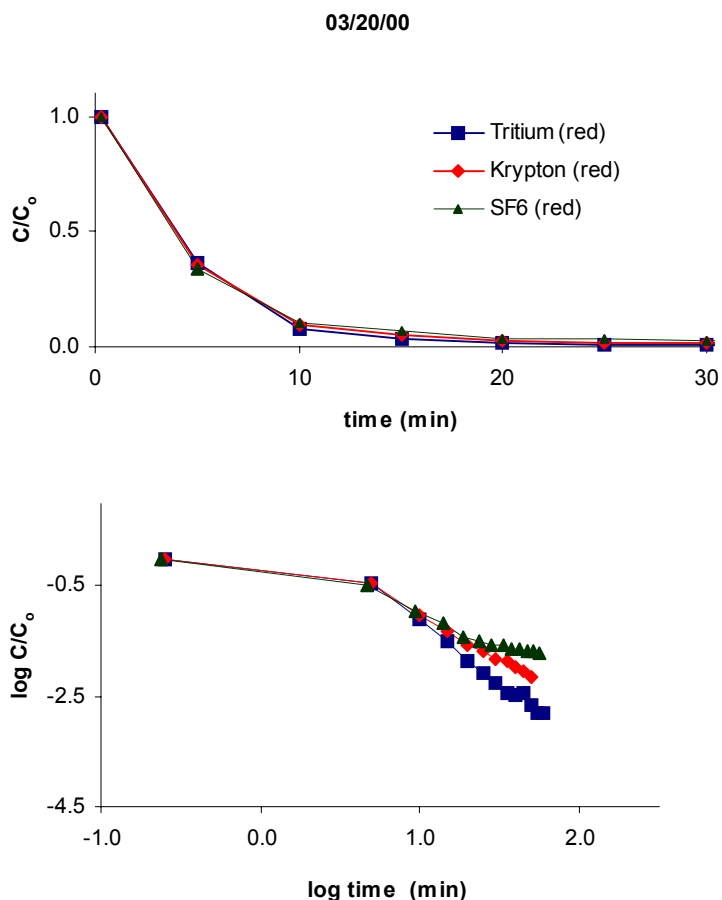 03/20/00
1.0
0.5
0.0
C/Co
Tritium (red)
Krypton (red)
SF6 (red)
0
10
20
30
time (min)
-0.5
-2.5
-4.5
log C/Co
-1.0
0.0
1.0
2.0
log time (min)